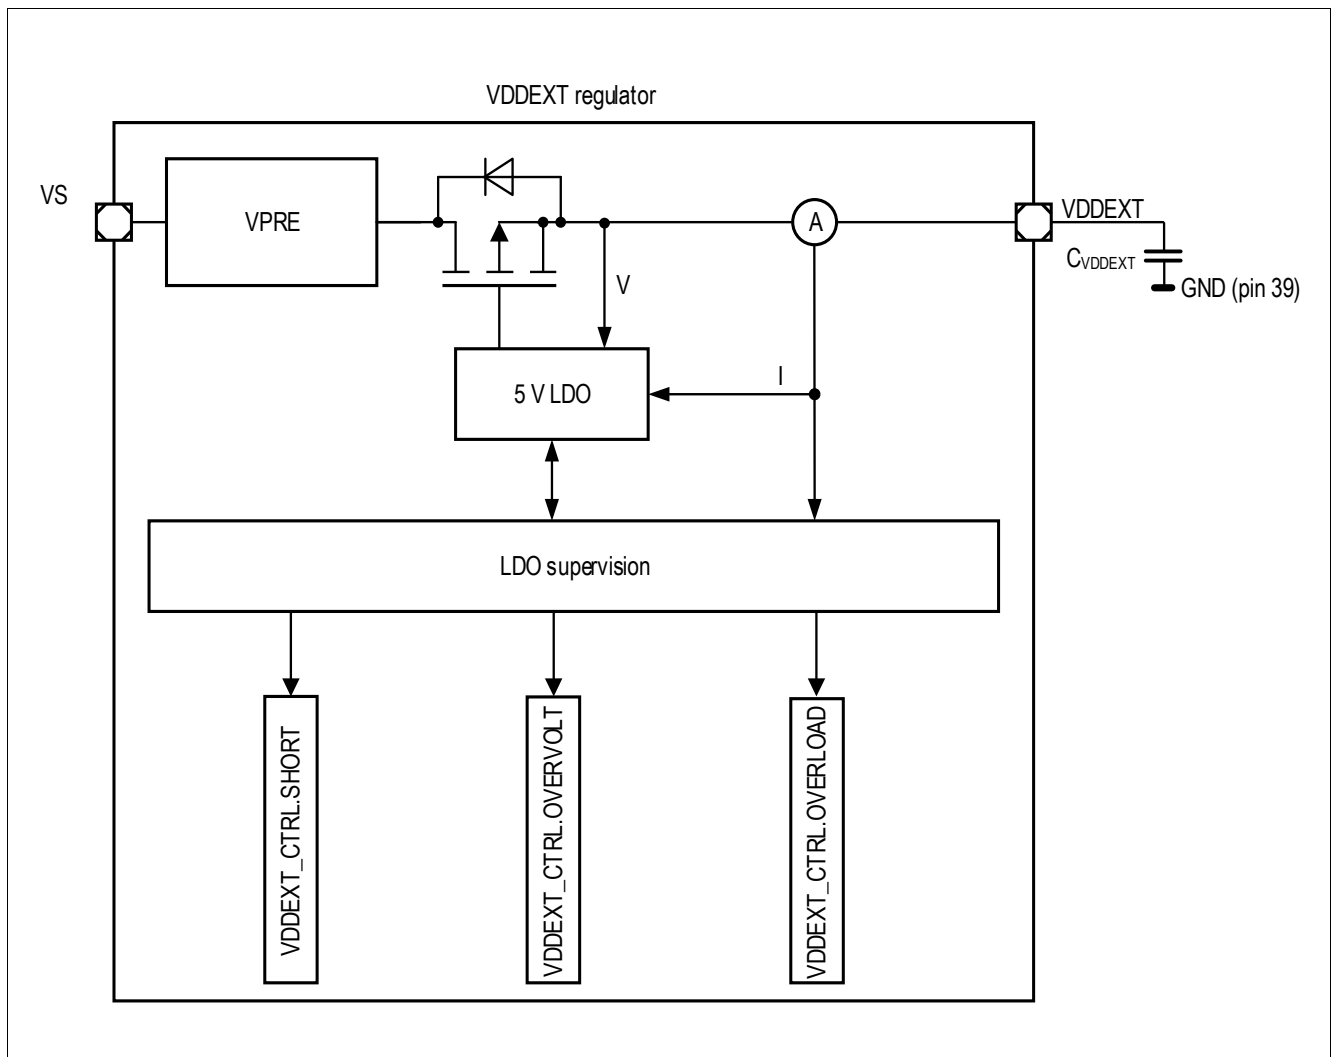 VDDEXT regulator
VS
VPRE
A
VDDEXT
CVDDEXT
GND (pin 39)
V
I
5 V LDO
LDO supervision
VDDEXT_CTRL.SHORT
VDDEXT_CTRL.OVERVOLT
VDDEXT_CTRL.OVERLOAD